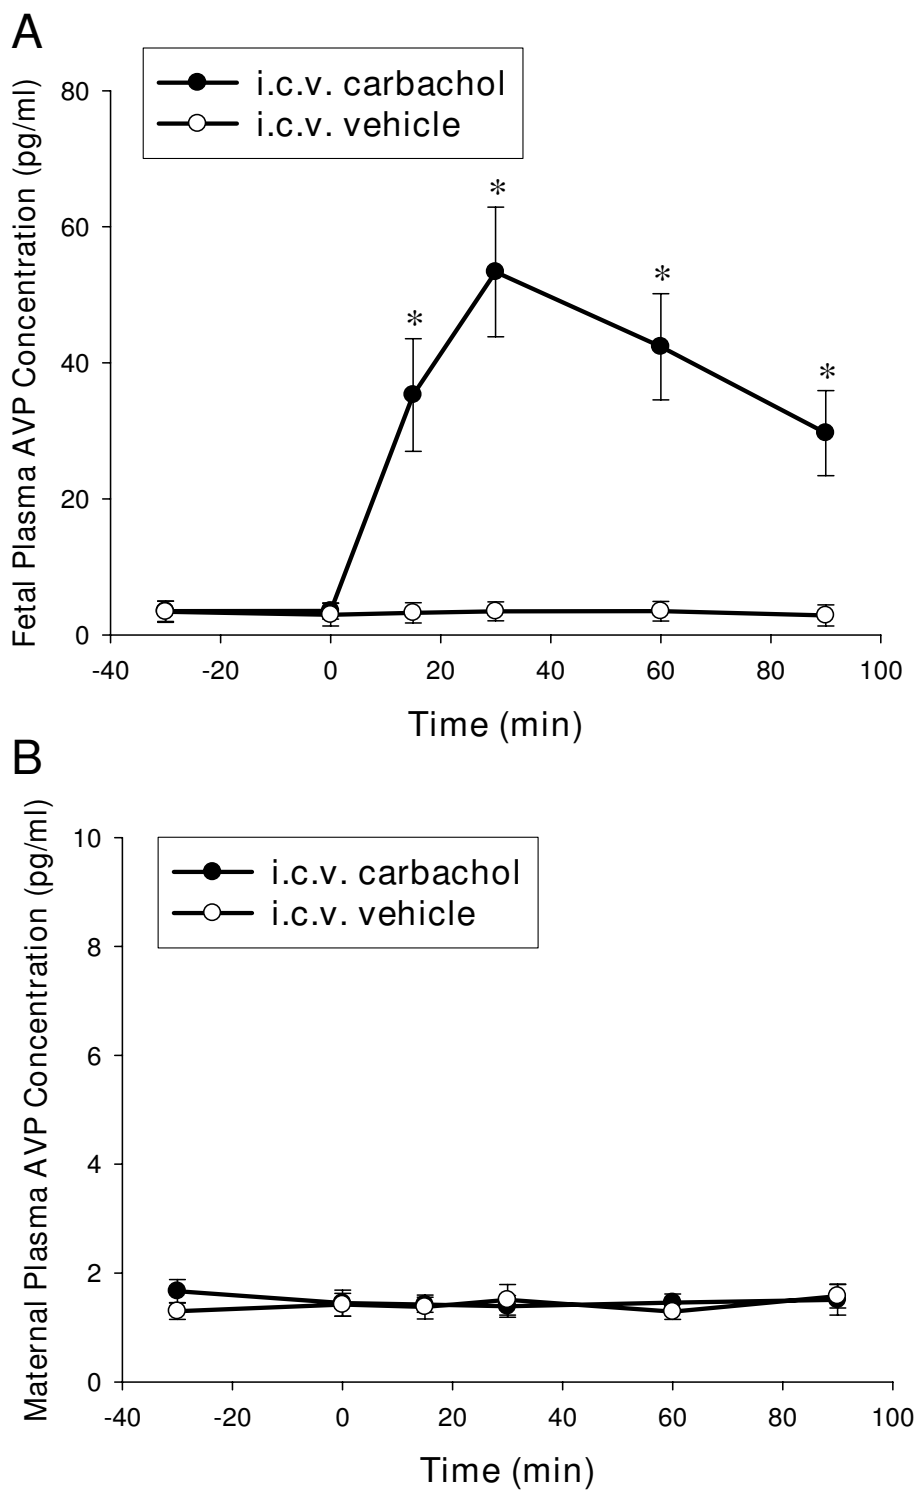 A
i.c.v. carbachol
i.c.v. vehicle
Fetal Plasma AVP Concentration (pg/ml)
80
60
40
20
0
*
*
*
*
-40 -20 0 20 40 60 80 100
Time (min)
B
i.c.v. carbachol
i.c.v. vehicle
Maternal Plasma AVP Concentration (pg/ml)
10
8
6
4
2
0
-40 -20 0 20 40 60 80 100
Time (min)